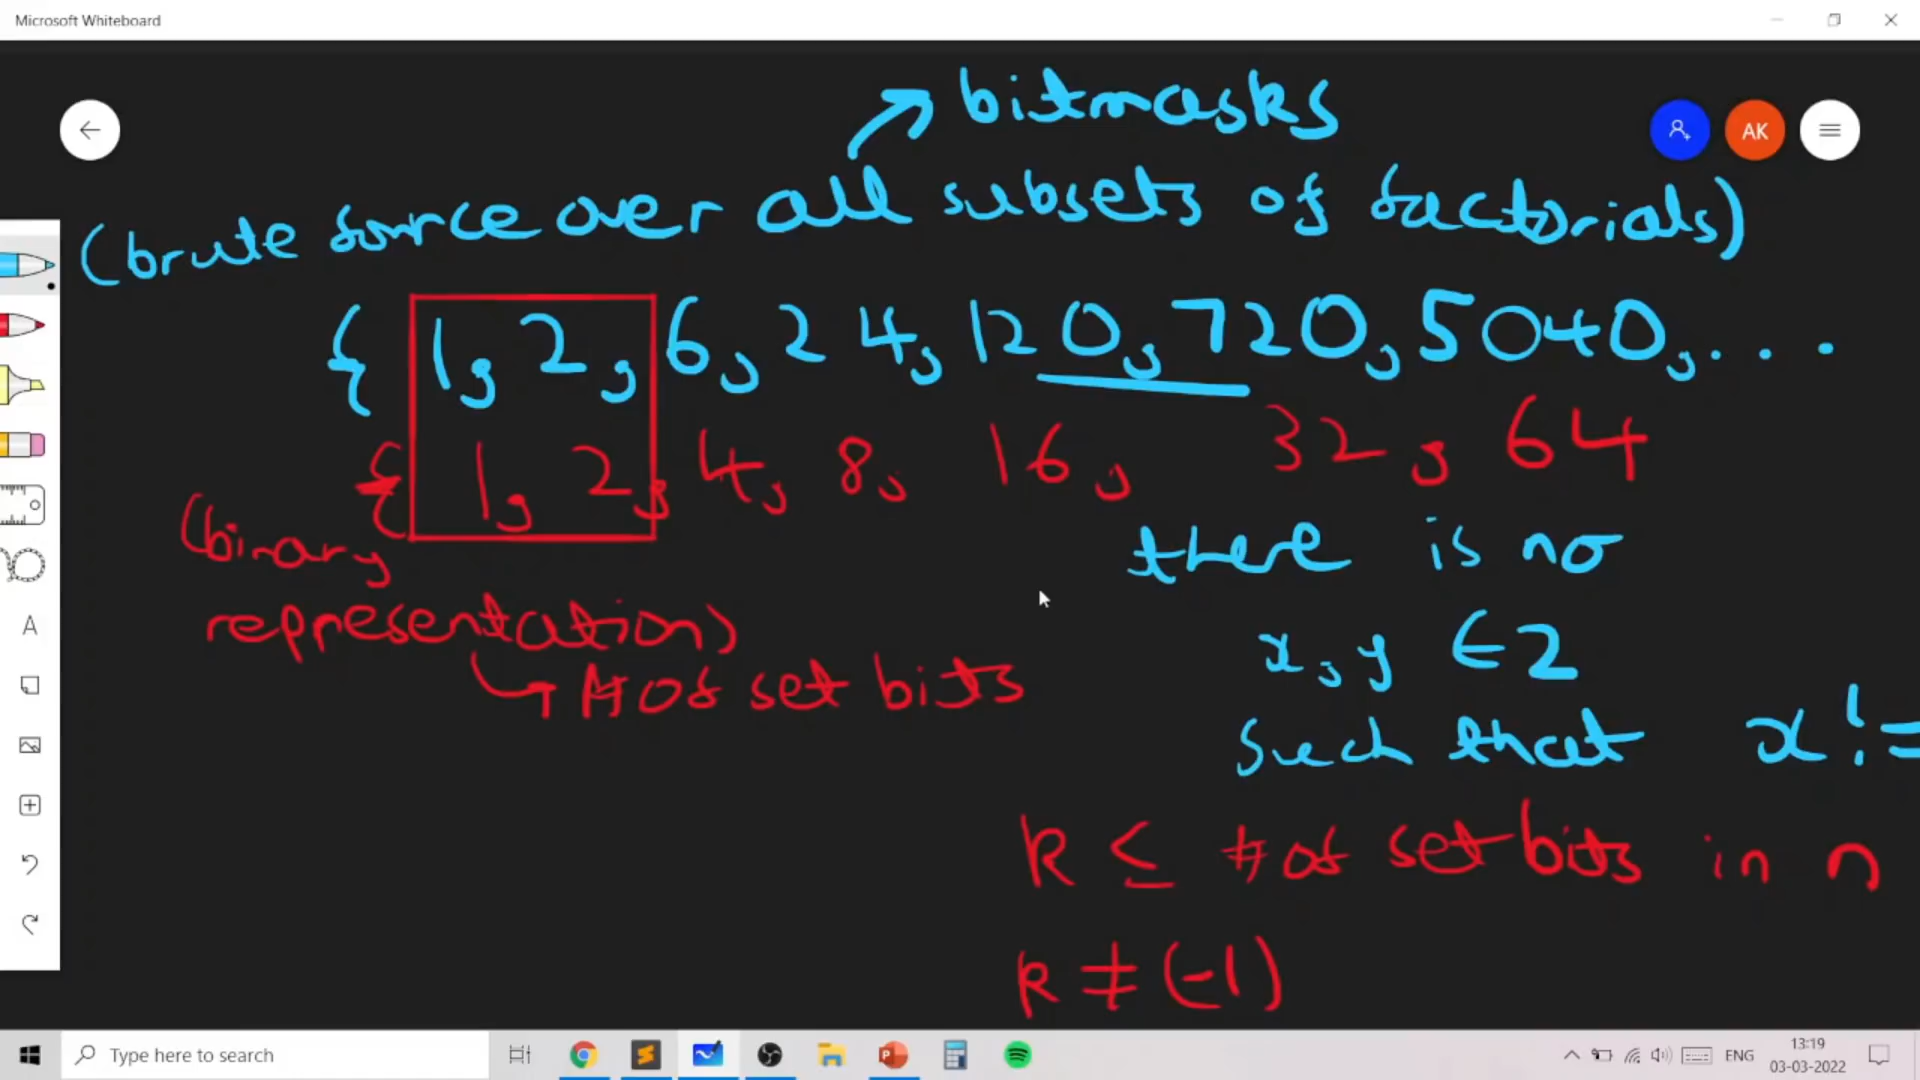 Microsoft Whiteboard
bitmasks
AK
(brute force over all subsets of factorials)
{ 1, 2, 6, 24, 120, 720, 5040, ...
{ 1, 2, 4, 8, 16, 32, 64
(binary
representation)
# of set bits
there is no
x, y ∈ 2
such that x !=
k ≤ # of set bits in n
k ≠ (-1)
A
Type here to search
ENG
13:19
03-03-2022